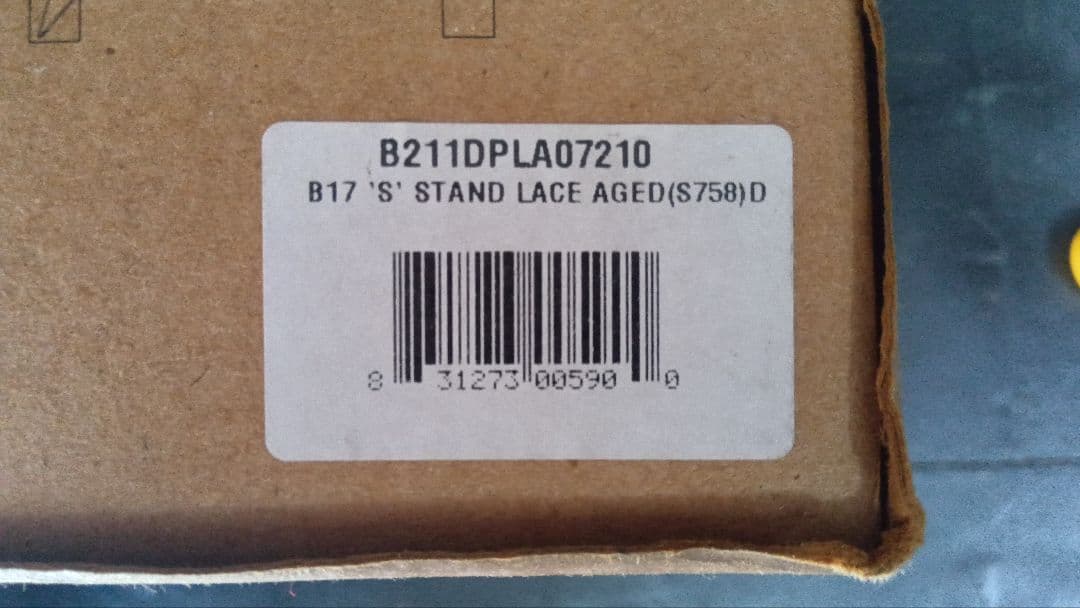 B211DPLA07210
B17 'S' STAND LACE AGED(S758)D
8 31273 00590 0